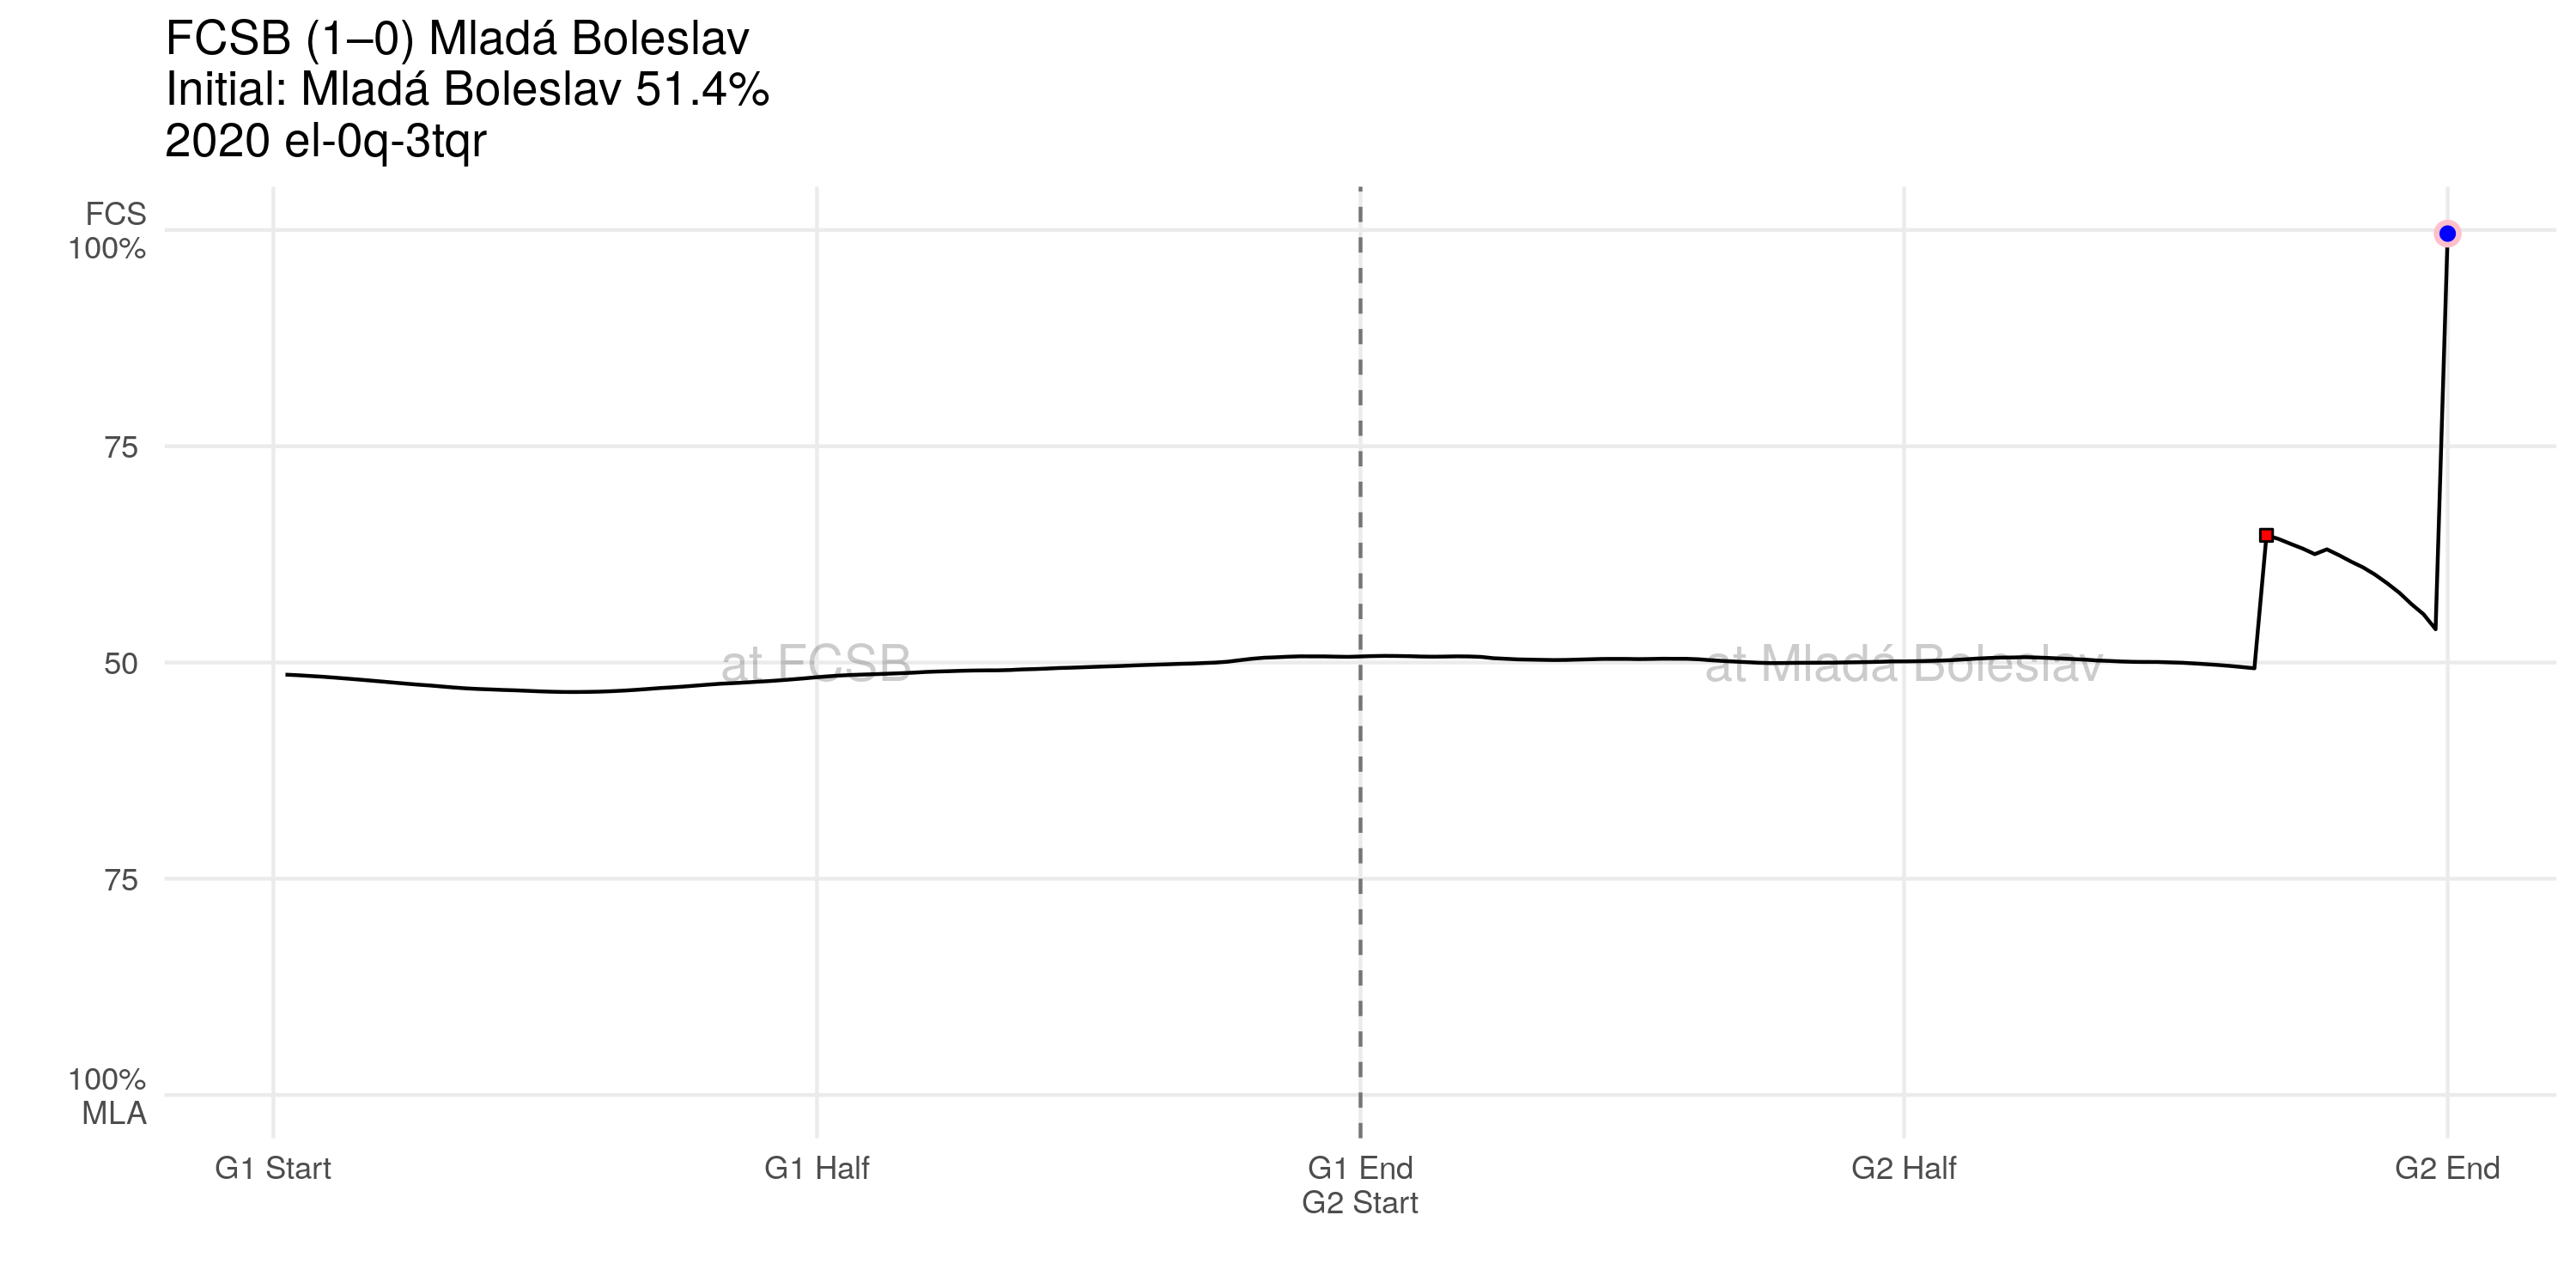 FCSB (1–0) Mladá Boleslav
Initial: Mladá Boleslav 51.4%
2020 el-0q-3tqr
FCS
100%
75
50
75
100%
MLA
at FCSB
at Mladá Boleslav
G1 Start
G1 Half
G1 End
G2 Start
G2 Half
G2 End